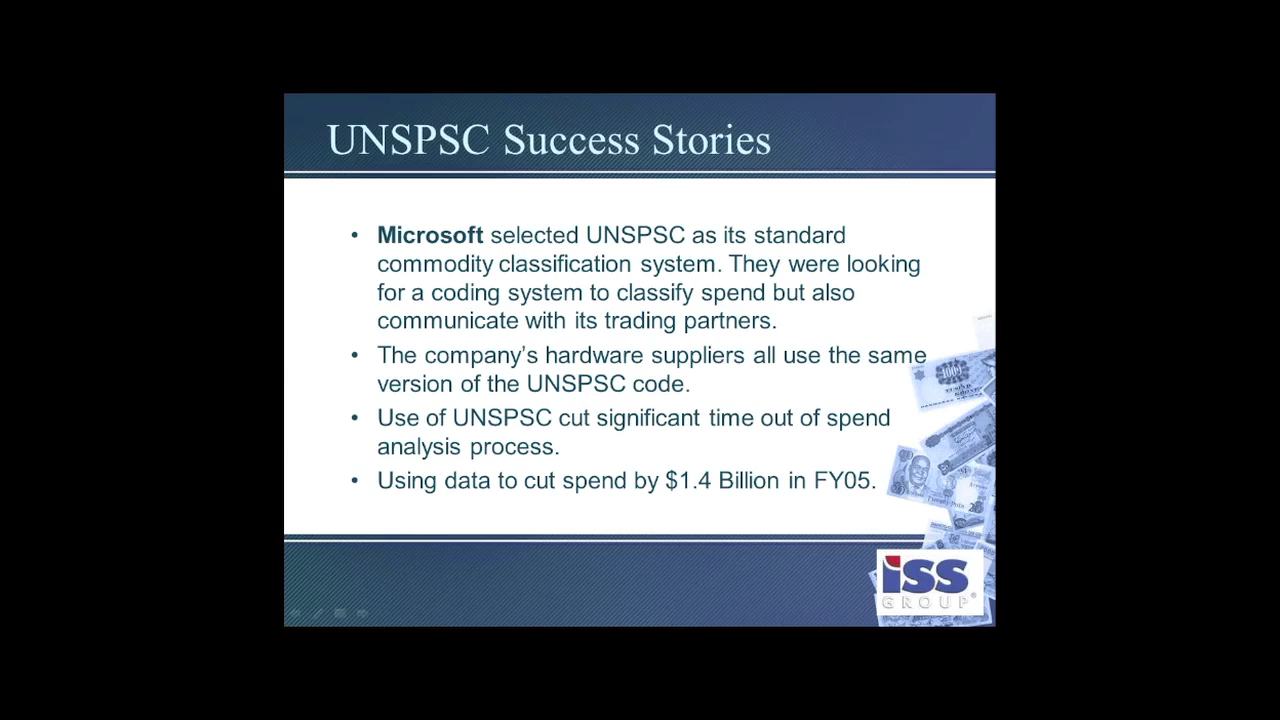 UNSPSC Success Stories
• Microsoft selected UNSPSC as its standard
commodity classification system. They were looking
for a coding system to classify spend but also
communicate with its trading partners.
• The company's hardware suppliers all use the same
version of the UNSPSC code.
• Use of UNSPSC cut significant time out of spend
analysis process.
• Using data to cut spend by $1.4 Billion in FY05.
iSS
GROUP®